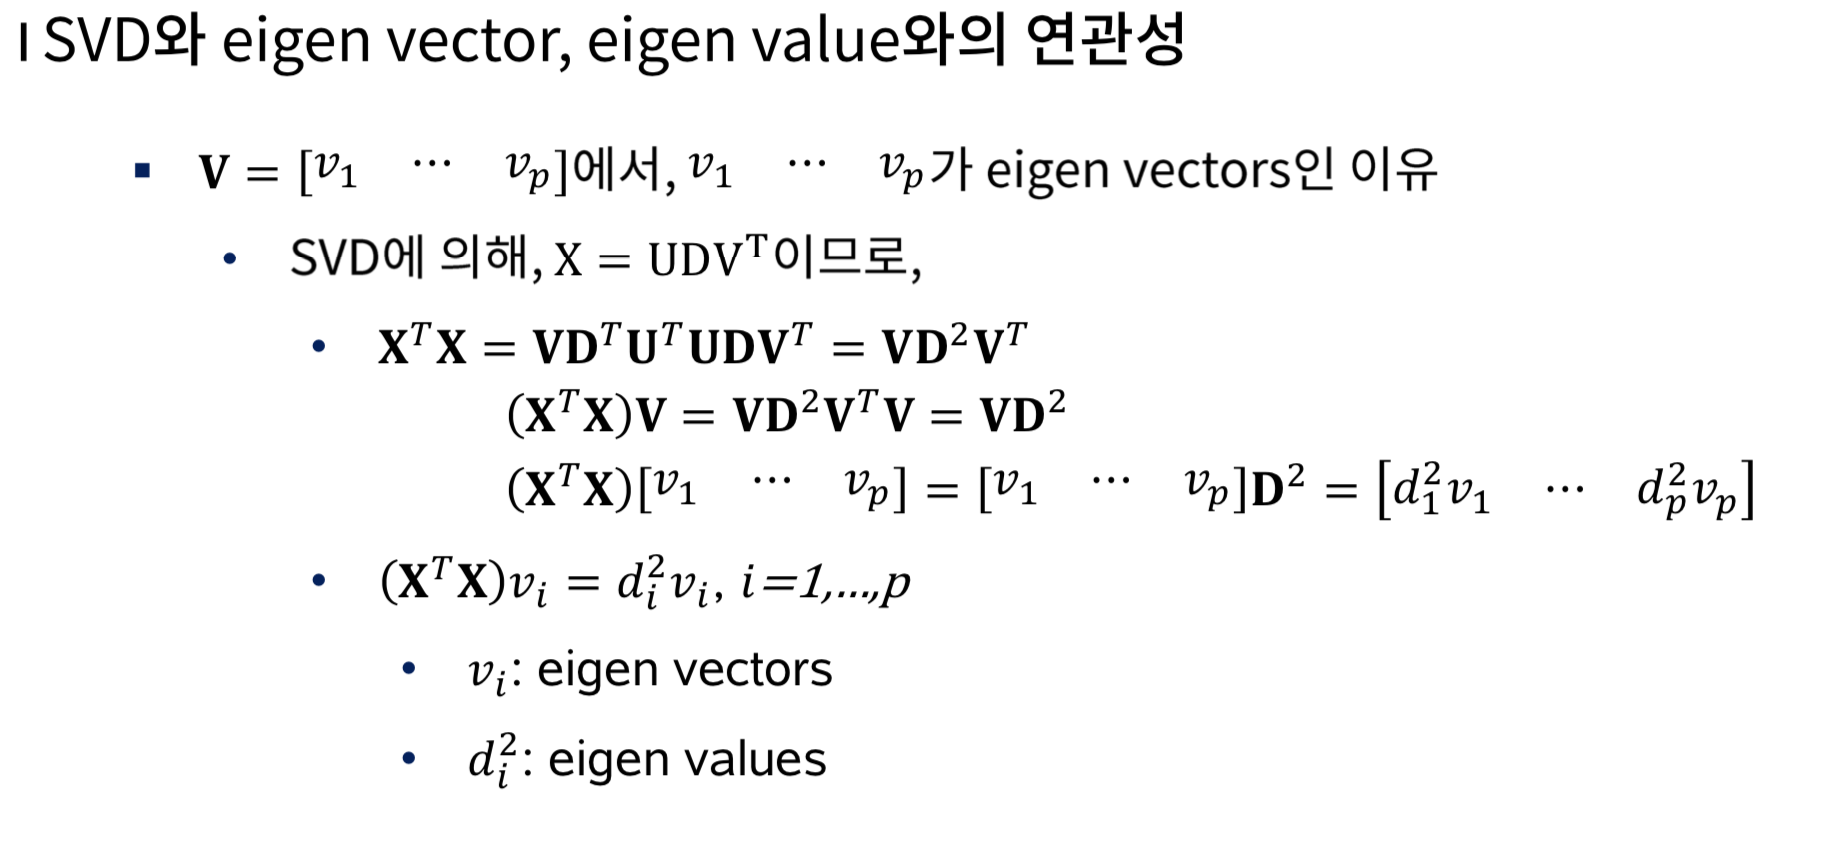 I SVD와 eigen vector, eigen value와의 연관성
▪ 𝐕 = [𝑣₁ ⋯ 𝑣ₚ]에서, 𝑣₁ ⋯ 𝑣ₚ가 eigen vectors인 이유
• SVD에 의해, X = UDVᵀ이므로,
• 𝐗ᵀ𝐗 = 𝐕𝐃ᵀ𝐔ᵀ𝐔𝐃𝐕ᵀ = 𝐕𝐃²𝐕ᵀ
(𝐗ᵀ𝐗)𝐕 = 𝐕𝐃²𝐕ᵀ𝐕 = 𝐕𝐃²
(𝐗ᵀ𝐗)[𝑣₁ ⋯ 𝑣ₚ] = [𝑣₁ ⋯ 𝑣ₚ]𝐃² = [𝑑₁²𝑣₁ ⋯ 𝑑ₚ²𝑣ₚ]
• (𝐗ᵀ𝐗)𝑣ᵢ = 𝑑ᵢ²𝑣ᵢ, i=1,...,p
• 𝑣ᵢ: eigen vectors
• 𝑑ᵢ²: eigen values